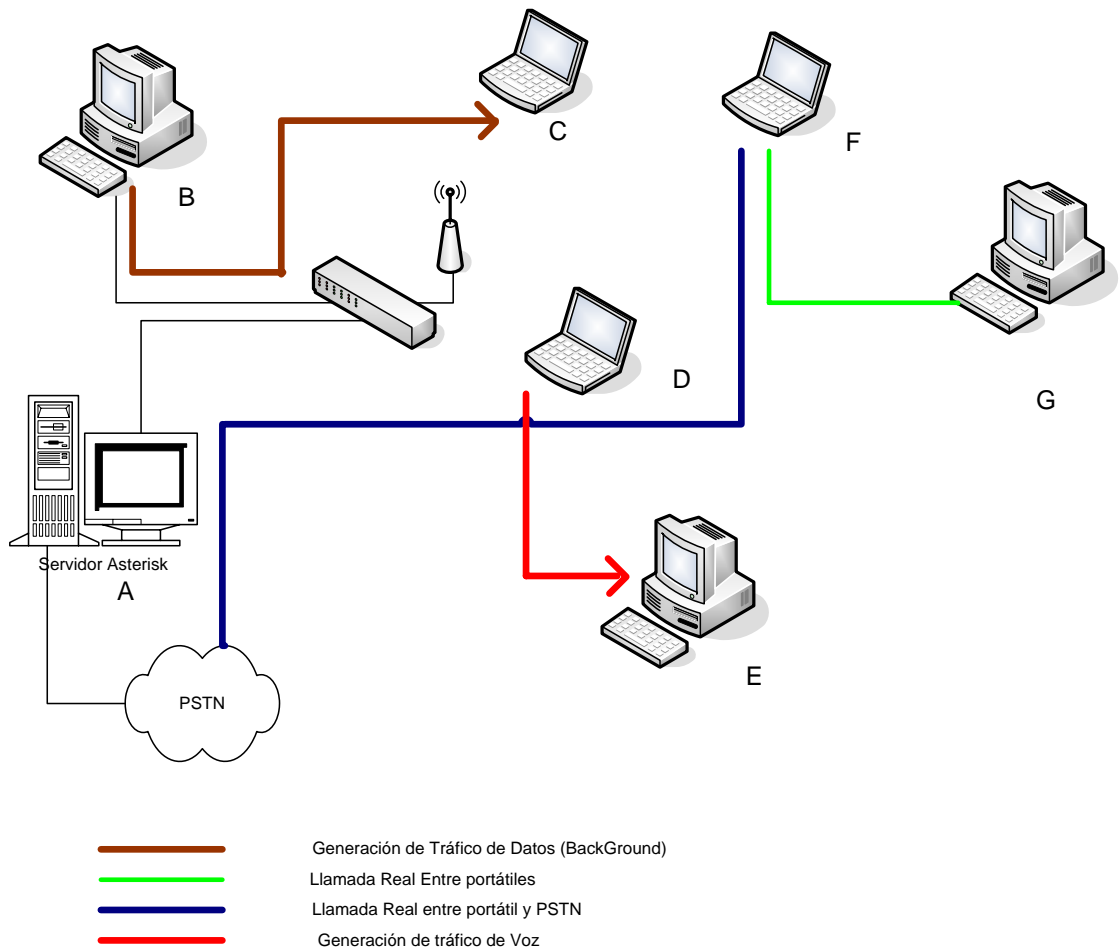 C
F
B
G
D
Servidor Asterisk
A
E
PSTN
Generación de Tráfico de Datos (BackGround)
Llamada Real Entre portátiles
Llamada Real entre portátil y PSTN
Generación de tráfico de Voz